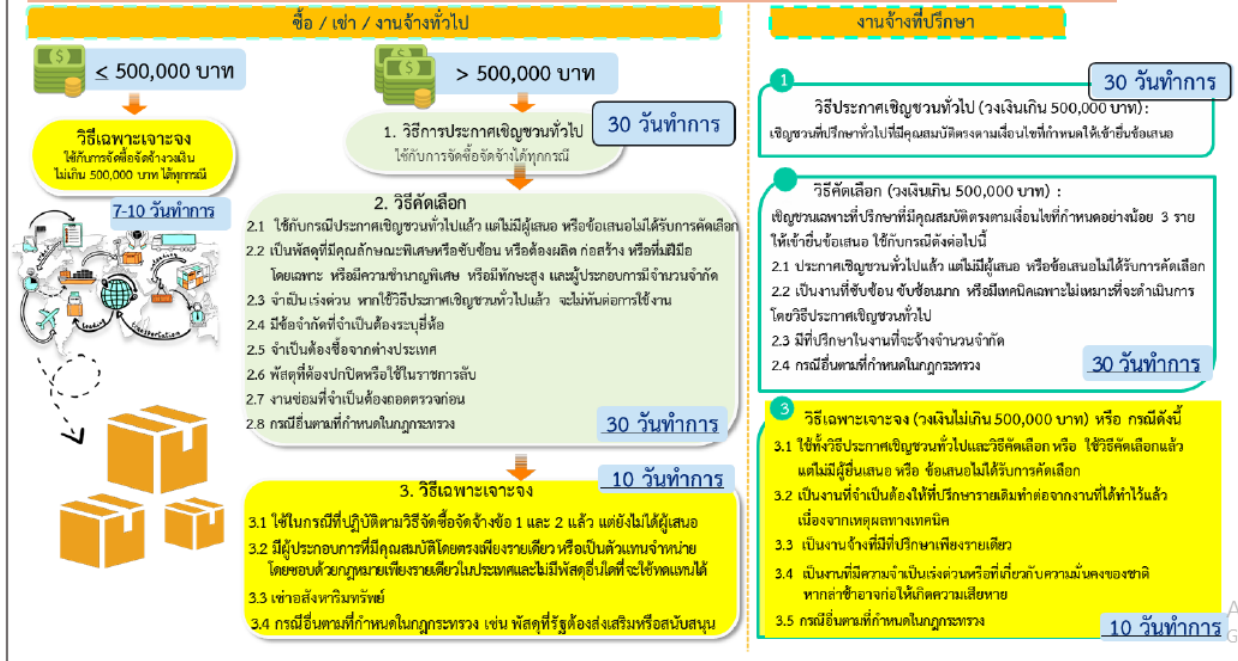 ซื้อ / เช่า / งานจ้างทั่วไป
≤ 500,000 บาท
วิธีเฉพาะเจาะจง
ใช้กับการจัดซื้อจัดจ้างวงเงิน
ไม่เกิน 500,000 บาท ได้ทุกกรณี
7-10 วันทำการ
> 500,000 บาท
1. วิธีการประกาศเชิญชวนทั่วไป
ใช้กับการจัดซื้อจัดจ้างได้ทุกกรณี
30 วันทำการ
2. วิธีคัดเลือก
2.1 ใช้กับกรณีประกาศเชิญชวนทั่วไปแล้ว แต่ไม่มีผู้เสนอ หรือข้อเสนอไม่ได้รับการคัดเลือก
2.2 เป็นพัสดุที่มีคุณลักษณะพิเศษหรือซับซ้อน หรือต้องผลิต ก่อสร้าง หรือที่มฝีมือ
โดยเฉพาะ หรือมีความชำนาญพิเศษ หรือมีทักษะสูง และผู้ประกอบการมีจำนวนจำกัด
2.3 จำเป็นเร่งด่วน หากใช้วิธีประกาศเชิญชวนทั่วไปแล้ว จะไม่ทันต่อการใช้งาน
2.4 มีข้อจำกัดที่จำเป็นต้องระบุยี่ห้อ
2.5 จำเป็นต้องซื้อจากต่างประเทศ
2.6 พัสดุที่ต้องปกปิดหรือใช้ในราชการลับ
2.7 งานซ่อมที่จำเป็นต้องถอดตรวจก่อน
2.8 กรณีอื่นตามที่กำหนดในกฎกระทรวง
30 วันทำการ
3. วิธีเฉพาะเจาะจง
10 วันทำการ
3.1 ใช้ในกรณีที่ปฏิบัติตามวิธีจัดซื้อจัดจ้างข้อ 1 และ 2 แล้ว แต่ยังไม่ได้ผู้เสนอ
3.2 มีผู้ประกอบการที่มีคุณสมบัติโดยตรงเพียงรายเดียว หรือเป็นตัวแทนจำหน่าย
โดยชอบด้วยกฎหมายเพียงรายเดียวในประเทศและไม่มีพัสดุอื่นใดที่จะใช้ทดแทนได้
3.3 เช่าอสังหาริมทรัพย์
3.4 กรณีอื่นตามที่กำหนดในกฎกระทรวง เช่น พัสดุที่รัฐต้องส่งเสริมหรือสนับสนุน
งานจ้างที่ปรึกษา
1
30 วันทำการ
วิธีประกาศเชิญชวนทั่วไป (วงเงินเกิน 500,000 บาท) :
เชิญชวนที่ปรึกษาทั่วไปที่มีคุณสมบัติตรงตามเงื่อนไขที่กำหนดให้เข้ายื่นข้อเสนอ
วิธีคัดเลือก (วงเงินเกิน 500,000 บาท) :
เชิญชวนเฉพาะที่ปรึกษาที่มีคุณสมบัติตรงตามเงื่อนไขที่กำหนดอย่างน้อย 3 ราย
ให้เข้ายื่นข้อเสนอ ใช้กับกรณีดังต่อไปนี้
2.1 ประกาศเชิญชวนทั่วไปแล้ว แต่ไม่มีผู้เสนอ หรือข้อเสนอไม่ได้รับการคัดเลือก
2.2 เป็นงานที่ซับซ้อน ซับซ้อนมาก หรือมีเทคนิคเฉพาะไม่เหมาะที่จะดำเนินการ
โดยวิธีประกาศเชิญชวนทั่วไป
2.3 มีที่ปรึกษาในงานที่จะจ้างจำนวนจำกัด
2.4 กรณีอื่นตามที่กำหนดในกฎกระทรวง
30 วันทำการ
3
วิธีเฉพาะเจาะจง (วงเงินไม่เกิน 500,000 บาท) หรือ กรณีดังนี้
3.1 ใช้ทั้งวิธีประกาศเชิญชวนทั่วไปและวิธีคัดเลือก หรือ ใช้วิธีคัดเลือกแล้ว
แต่ไม่มีผู้ยื่นเสนอ หรือ ข้อเสนอไม่ได้รับการคัดเลือก
3.2 เป็นงานที่จำเป็นต้องให้ที่ปรึกษารายเดิมทำต่อจากงานที่ได้ทำไว้แล้ว
เนื่องจากเหตุผลทางเทคนิค
3.3 เป็นงานจ้างที่มีที่ปรึกษาเพียงรายเดียว
3.4 เป็นงานที่มีความจำเป็นเร่งด่วนหรือที่เกี่ยวกับความมั่นคงของชาติ
หากล่าช้าอาจก่อให้เกิดความเสียหาย
3.5 กรณีอื่นตามที่กำหนดในกฎกระทรวง
10 วันทำการ